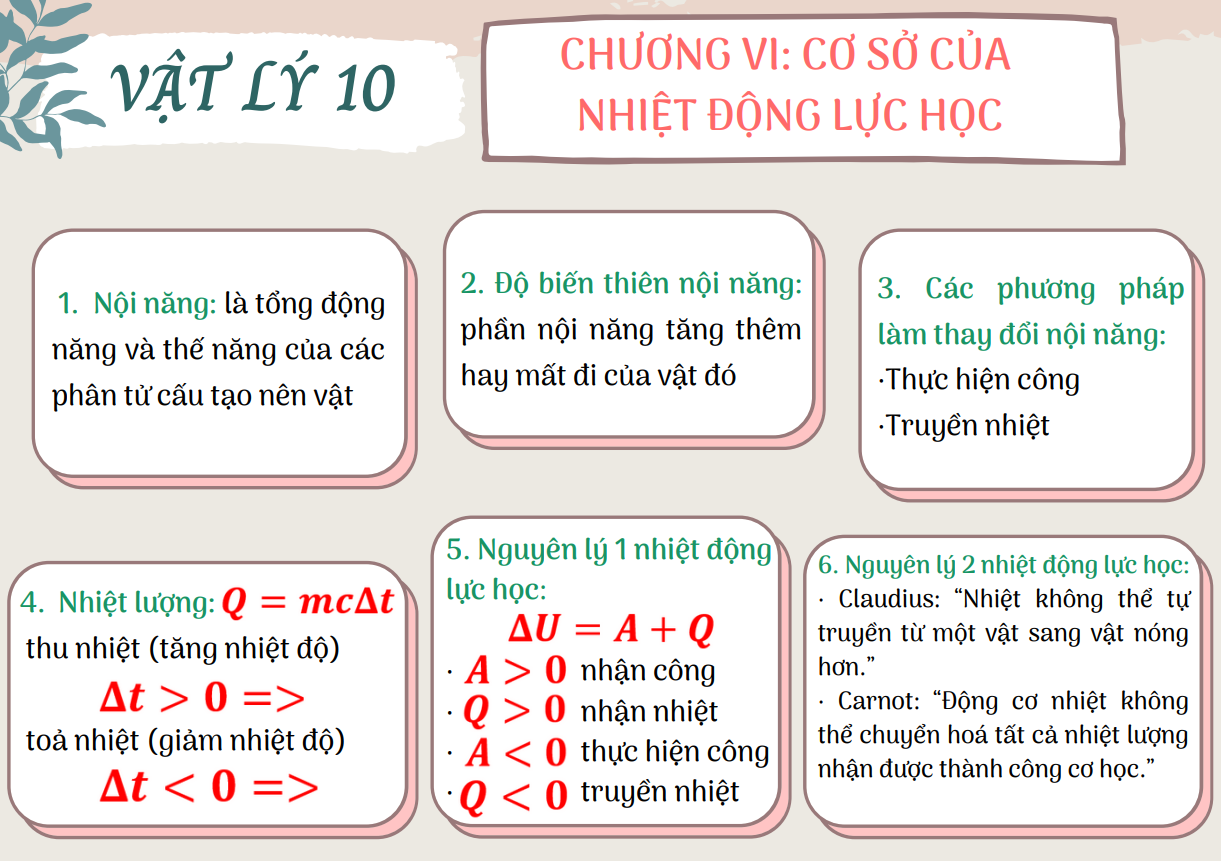 VẬT LÝ 10
CHƯƠNG VI: CƠ SỞ CỦA
NHIỆT ĐỘNG LỰC HỌC
1. Nội năng: là tổng động
năng và thế năng của các
phân tử cấu tạo nên vật
2. Độ biến thiên nội năng:
phần nội năng tăng thêm
hay mất đi của vật đó
3. Các phương pháp
làm thay đổi nội năng:
·Thực hiện công
·Truyền nhiệt
4. Nhiệt lượng: Q = mcΔt
thu nhiệt (tăng nhiệt độ)
Δt > 0 =>
toả nhiệt (giảm nhiệt độ)
Δt < 0 =>
5. Nguyên lý 1 nhiệt động
lực học:
ΔU = A + Q
· A > 0 nhận công
· Q > 0 nhận nhiệt
· A < 0 thực hiện công
· Q < 0 truyền nhiệt
6. Nguyên lý 2 nhiệt động lực học:
· Claudius: “Nhiệt không thể tự
truyền từ một vật sang vật nóng
hơn.”
· Carnot: “Động cơ nhiệt không
thể chuyển hoá tất cả nhiệt lượng
nhận được thành công cơ học.”